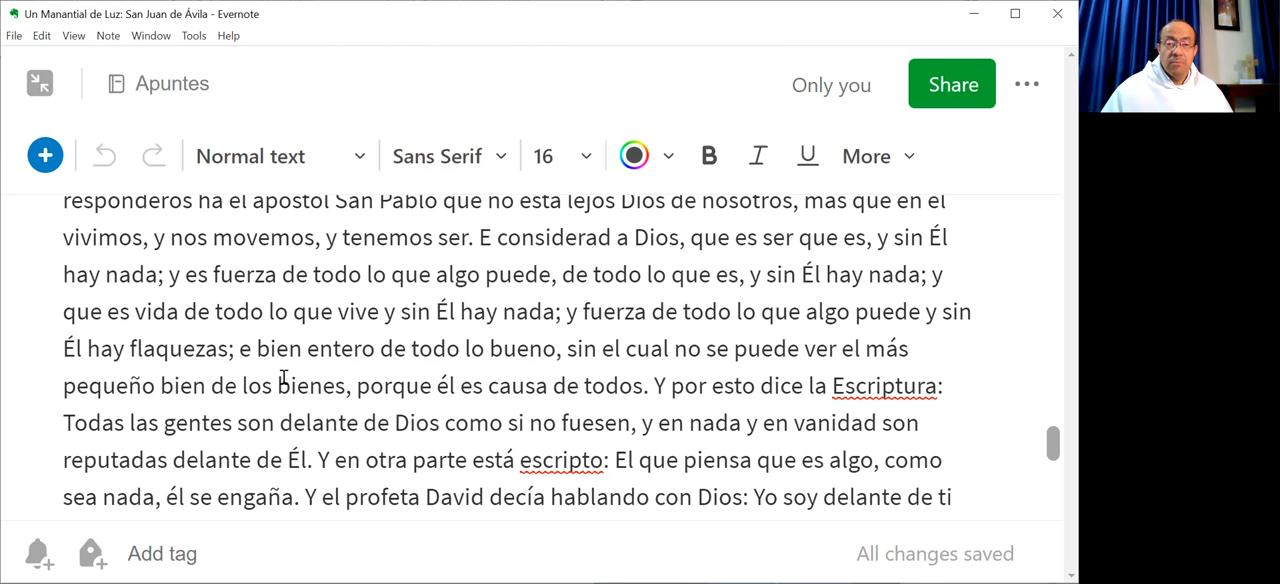 Un Manantial de Luz: San Juan de Ávila - Evernote
File Edit View Note Window Tools Help
Apuntes
Only you
Share
Normal text
Sans Serif
16
B I U More
responderos ha el apóstol San Pablo que no está lejos Dios de nosotros, mas que en él
vivimos, y nos movemos, y tenemos ser. E considerad a Dios, que es ser que es, y sin Él
hay nada; y es fuerza de todo lo que algo puede, de todo lo que es, y sin Él hay nada; y
que es vida de todo lo que vive y sin Él hay nada; y fuerza de todo lo que algo puede y sin
Él hay flaquezas; e bien entero de todo lo bueno, sin el cual no se puede ver el más
pequeño bien de los bienes, porque él es causa de todos. Y por esto dice la Escriptura:
Todas las gentes son delante de Dios como si no fuesen, y en nada y en vanidad son
reputadas delante de Él. Y en otra parte está escripto: El que piensa que es algo, como
sea nada, él se engaña. Y el profeta David decía hablando con Dios: Yo soy delante de ti
Add tag
All changes saved